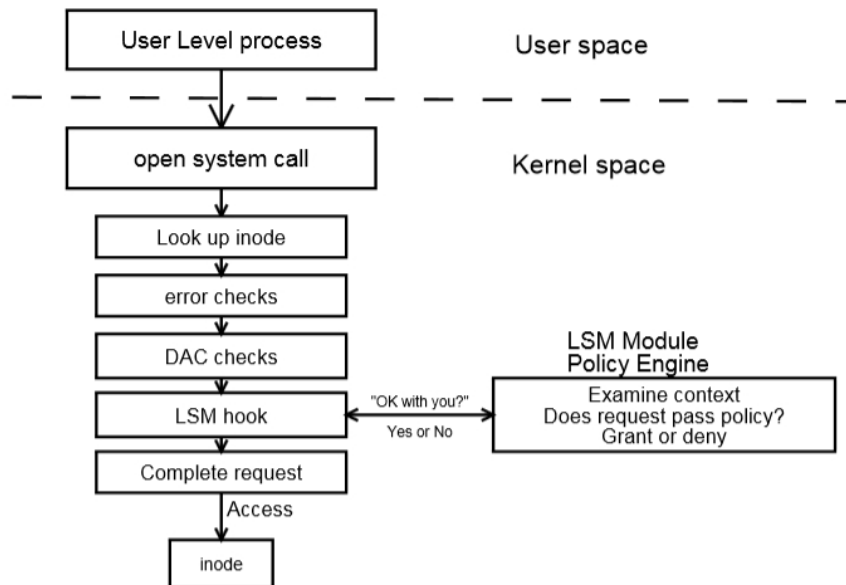 User Level process
User space
open system call
Kernel space
Look up inode
error checks
DAC checks
LSM Module
Policy Engine
LSM hook
"OK with you?"
Yes or No
Examine context
Does request pass policy?
Grant or deny
Complete request
Access
inode